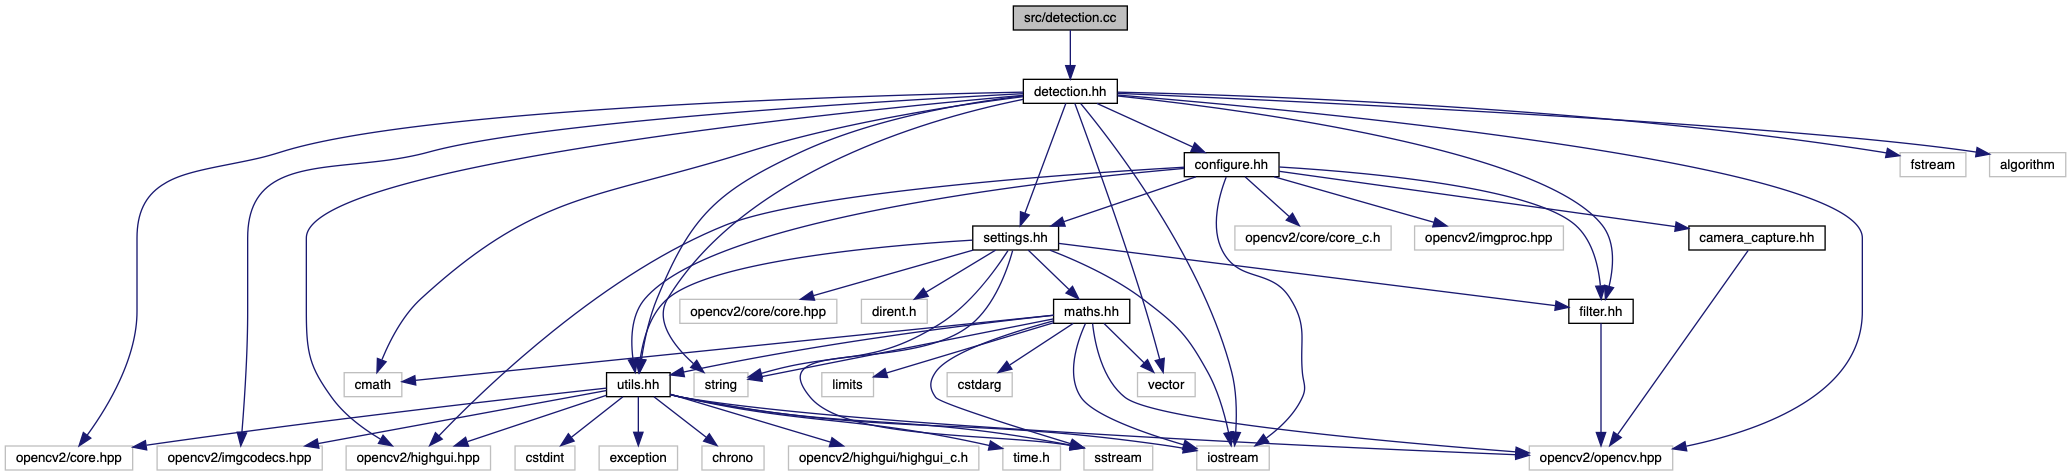 src/detection.cc
detection.hh
configure.hh
fstream
algorithm
settings.hh
opencv2/core/core_c.h
opencv2/imgproc.hpp
camera_capture.hh
opencv2/core/core.hpp
dirent.h
maths.hh
filter.hh
cmath
utils.hh
string
limits
cstdarg
vector
opencv2/core.hpp
opencv2/imgcodecs.hpp
opencv2/highgui.hpp
cstdint
exception
chrono
opencv2/highgui/highgui_c.h
time.h
sstream
iostream
opencv2/opencv.hpp